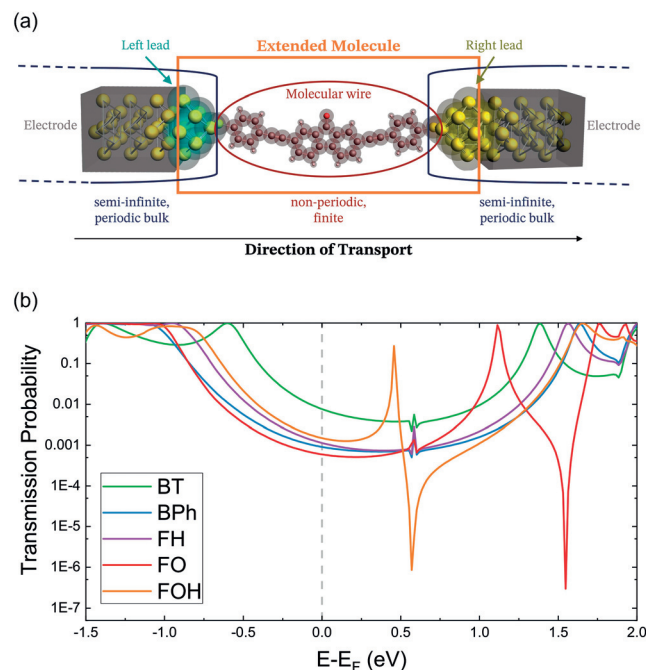 (a)
Left lead
Extended Molecule
Right lead
Molecular wire
Electrode
Electrode
semi-infinite,
periodic bulk
non-periodic,
finite
semi-infinite,
periodic bulk
Direction of Transport
(b)
Transmission Probability
1
0.1
0.01
0.001
1E-4
1E-5
1E-6
1E-7
BT
BPh
FH
FO
FOH
-1.5 -1.0 -0.5 0.0 0.5 1.0 1.5 2.0
E-E_F (eV)